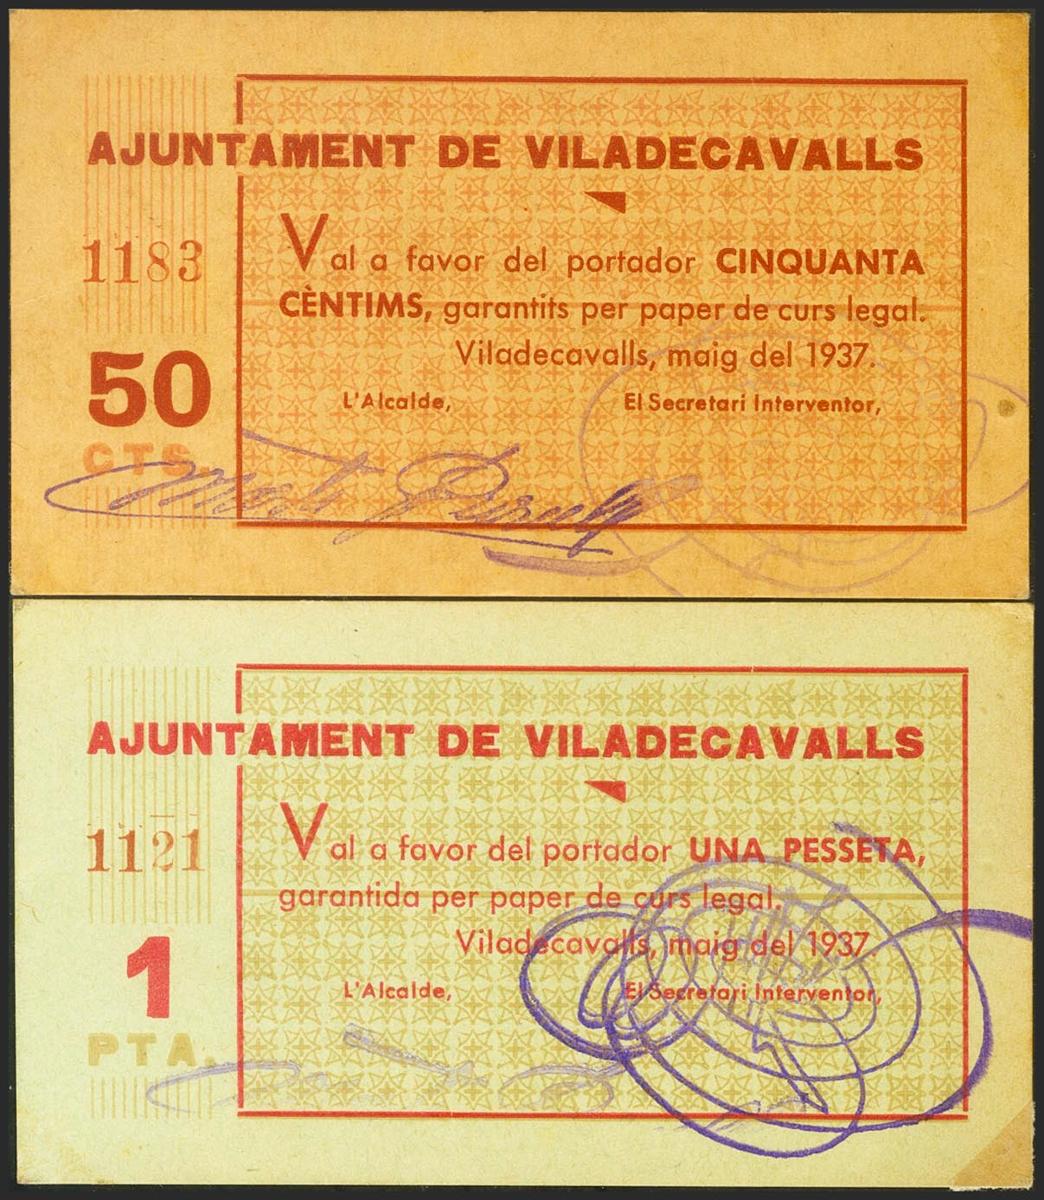 AJUNTAMENT DE VILADECAVALLS
1183
Val a favor del portador CINQUANTA
CÈNTIMS, garantits per paper de curs legal.
Viladecavalls, maig del 1937.
50
CTS.
L'Alcalde,
El Secretari Interventor,
AJUNTAMENT DE VILADECAVALLS
1121
Val a favor del portador UNA PESSETA,
garantida per paper de curs legal.
Viladecavalls, maig del 1937.
1
PTA.
L'Alcalde,
El Secretari Interventor,